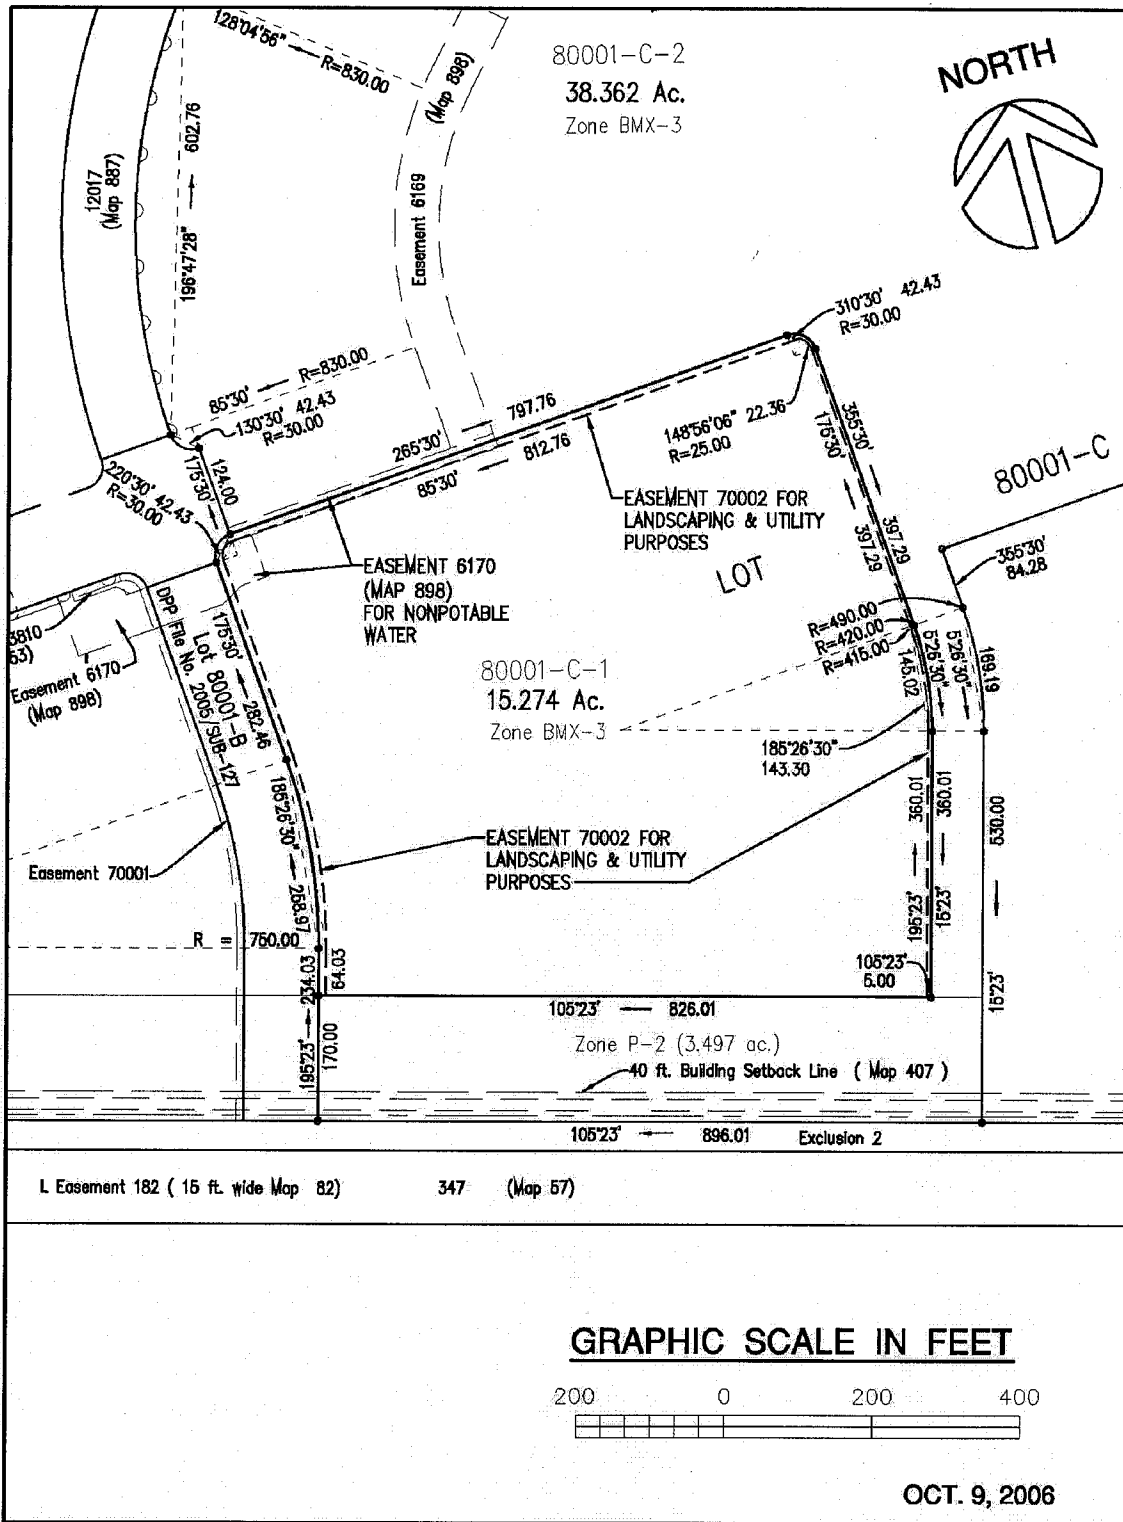 128°04'56"
R=830.00
(Map 898)
80001-C-2
38.362 Ac.
Zone BMX-3
NORTH
602.76
12017
(Map 887)
Easement 6169
196°47'28"
310°30' 42.43
R=30.00
85°30'
R=830.00
130°30' 42.43
R=30.00
797.76
265°30'
812.76
85°30'
148°56'06" 22.36
R=25.00
355°30'
175°30'
220°30' 42.43
R=30.00
175°30'
124.00
EASEMENT 70002 FOR
LANDSCAPING & UTILITY
PURPOSES
80001-C
397.29
397.29
355°30'
84.28
EASEMENT 6170
(MAP 898)
FOR NONPOTABLE
WATER
LOT
R=490.00
R=420.00
R=415.00
3810
53)
Easement 6170
(Map 898)
DPP File No. 2005/SUB-127
Lot 80001-B
175°30'
282.46
80001-C-1
15.274 Ac.
Zone BMX-3
5°26'30"
5°26'30"
145.02
169.19
185°26'30"
143.30
185°26'30"
268.97
360.01
360.01
530.00
EASEMENT 70002 FOR
LANDSCAPING & UTILITY
PURPOSES
Easement 70001
R = 750.00
195°23'
15°23'
105°23'
5.00
234.03
64.03
15°23'
105°23'
826.01
195°23'
170.00
Zone P-2 (3.497 ac.)
40 ft. Building Setback Line ( Map 407 )
105°23'
896.01
Exclusion 2
L Easement 182 ( 15 ft. wide Map 82)
347
(Map 57)
GRAPHIC SCALE IN FEET
200 0 200 400
OCT. 9, 2006